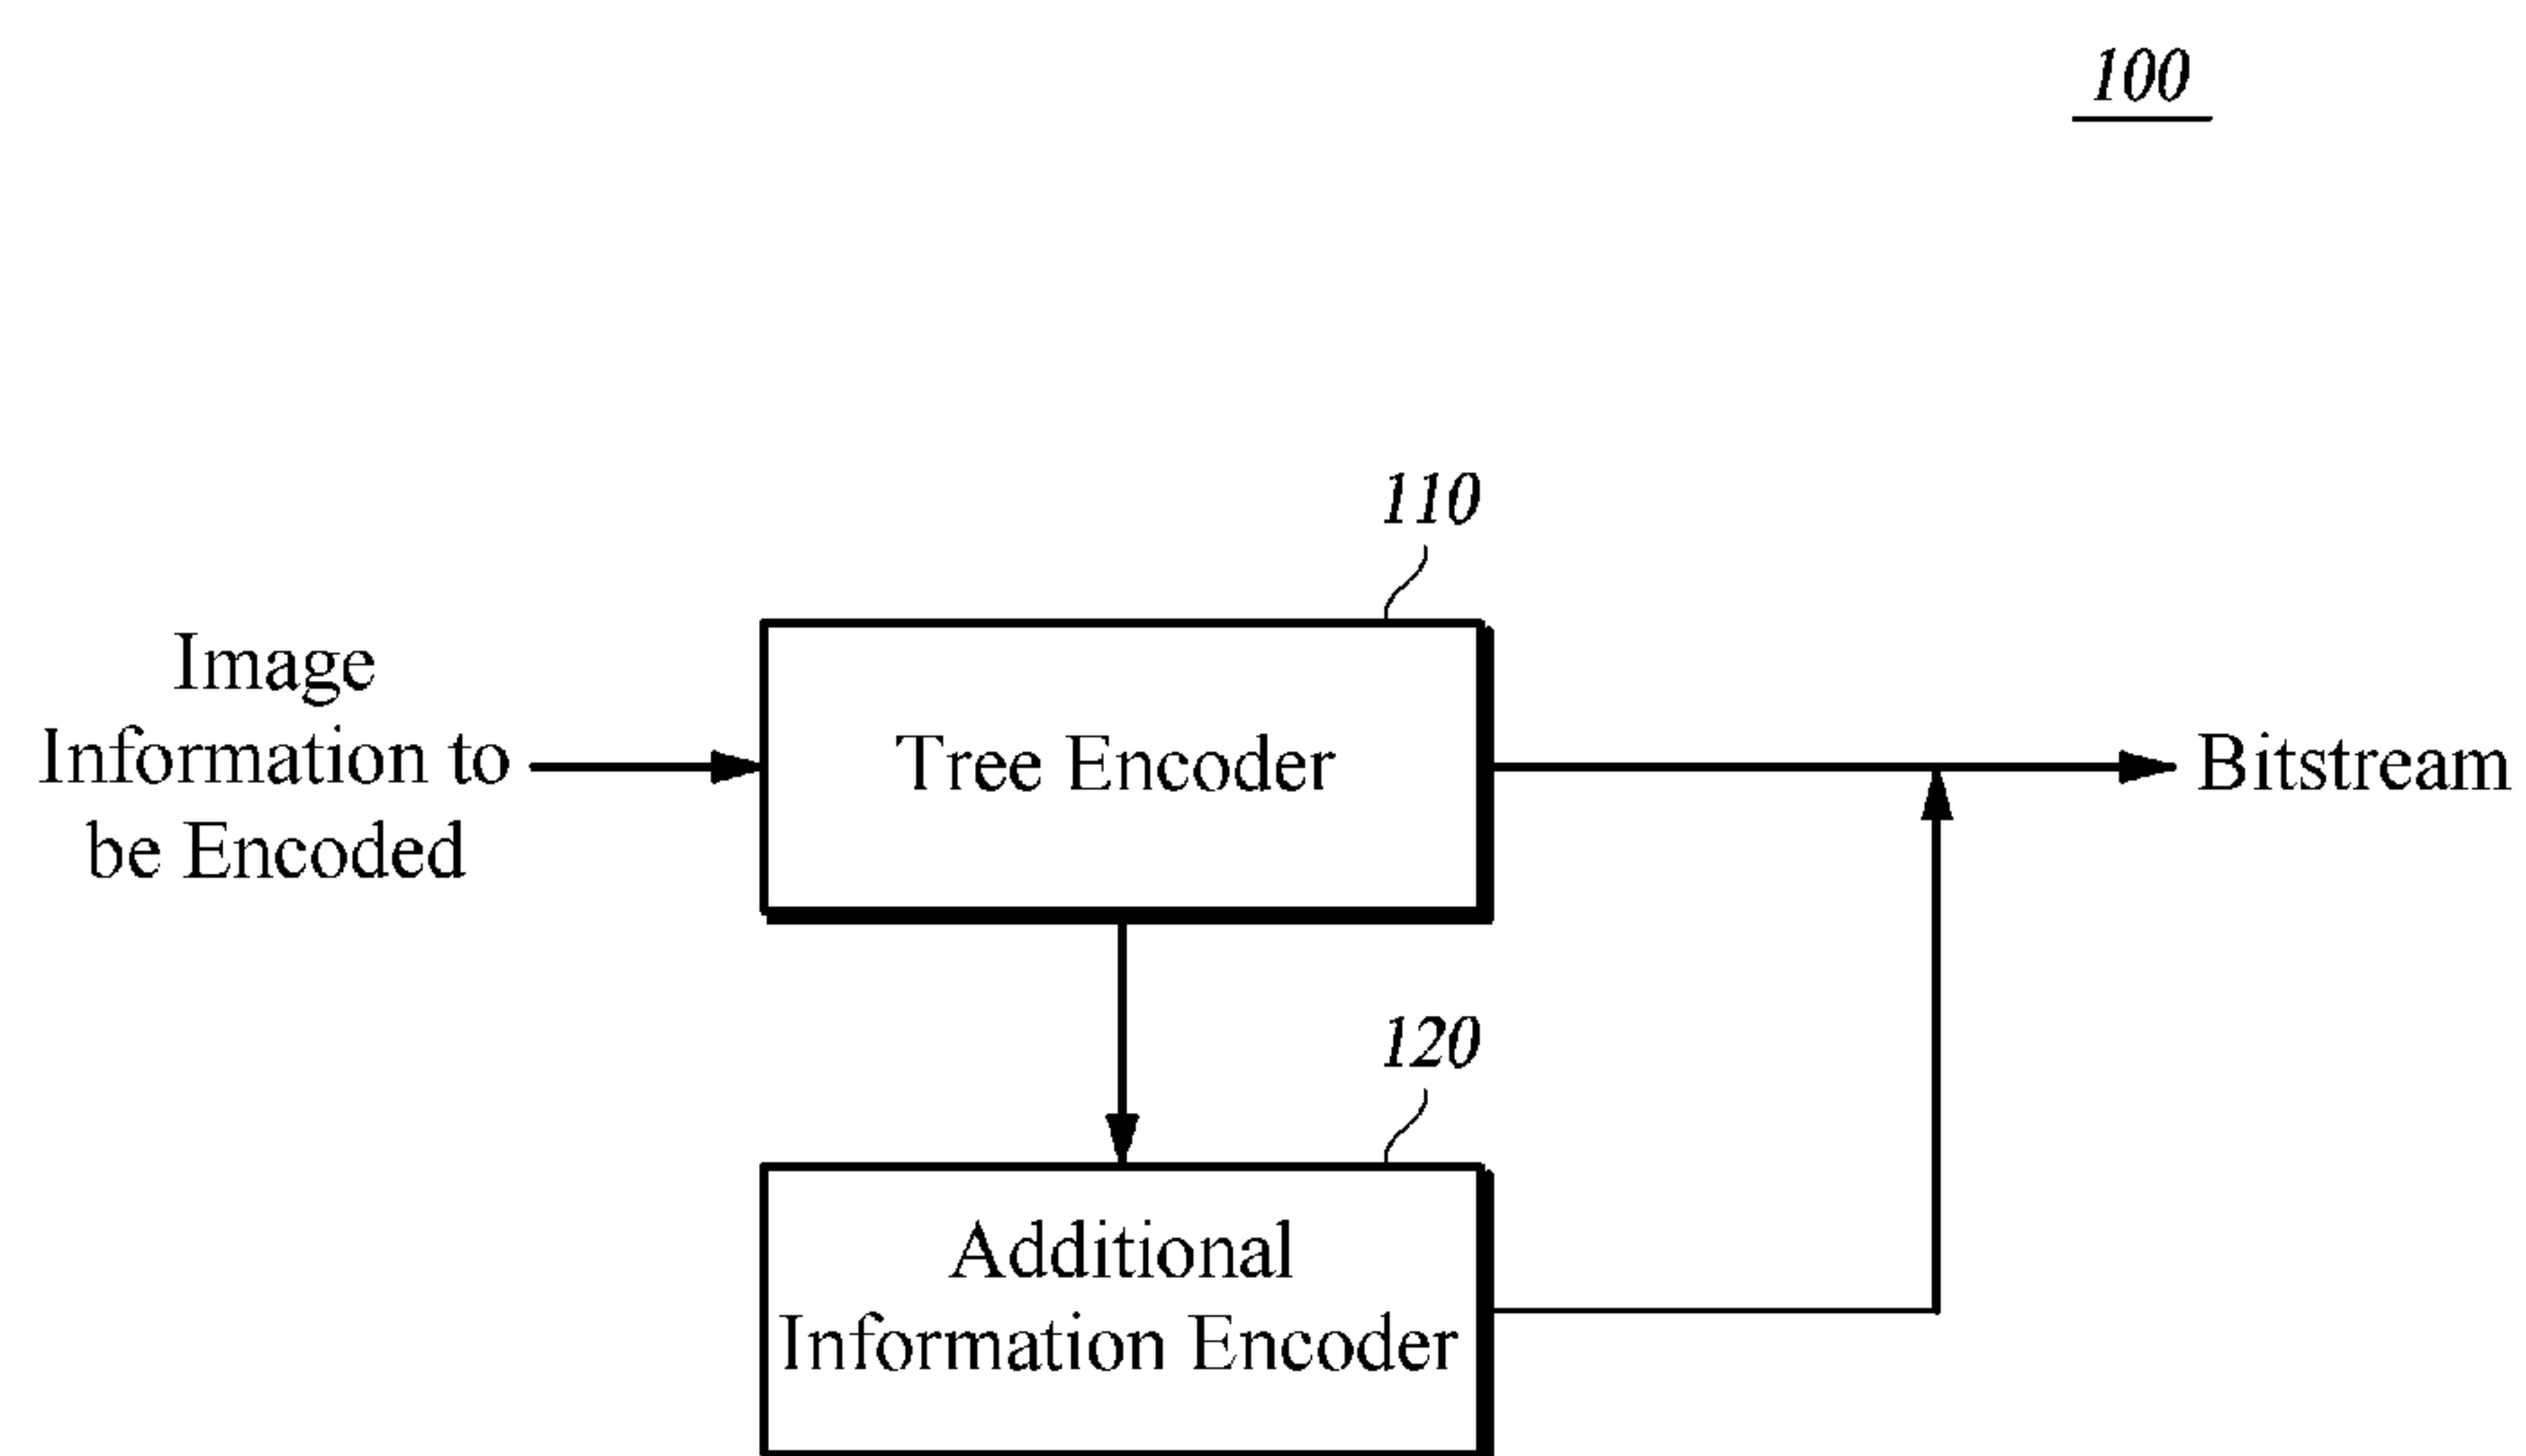 100
110
Image
Information to
be Encoded
Tree Encoder
Bitstream
120
Additional
Information Encoder